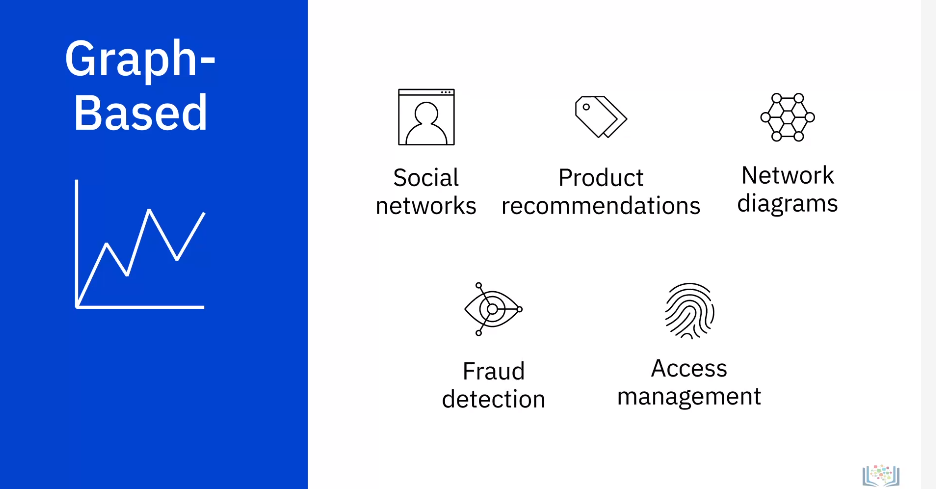 Graph-
Based
Social
networks
Product
recommendations
Network
diagrams
Fraud
detection
Access
management